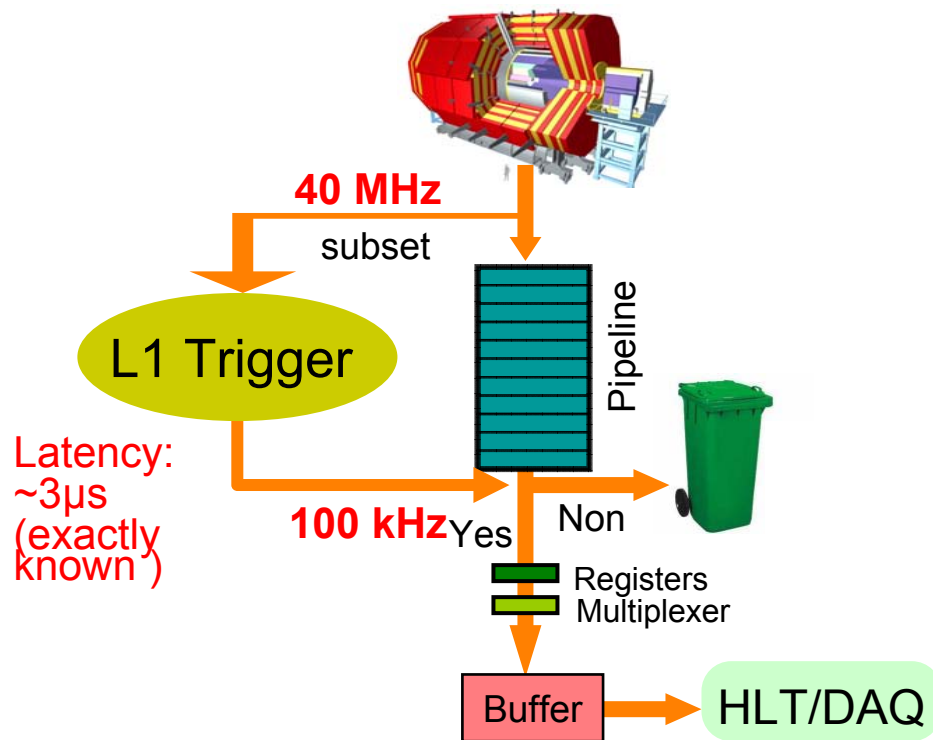 40 MHz
subset
L1 Trigger
Pipeline
Latency:
~3µs
(exactly
known )
100 kHz
Yes
Non
Registers
Multiplexer
Buffer
HLT/DAQ